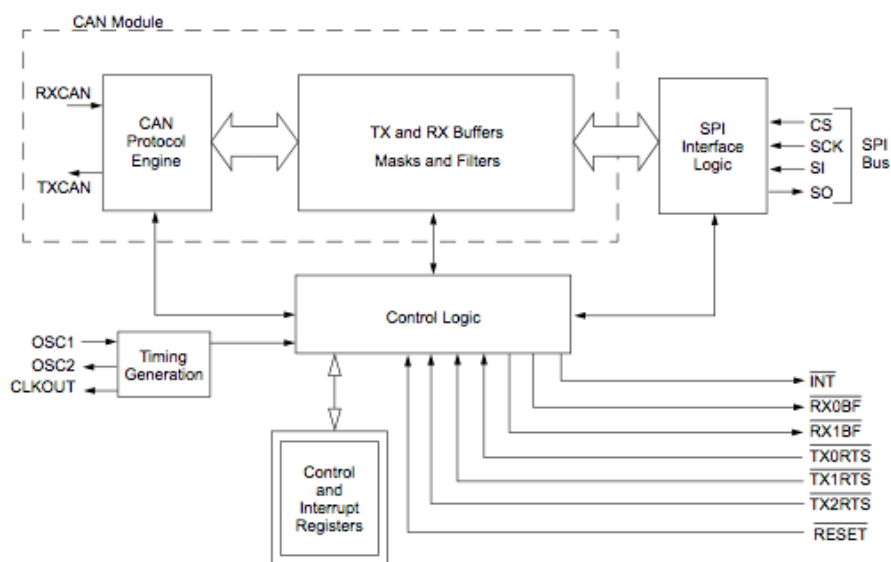 CAN Module
RXCAN
TXCAN
CAN
Protocol
Engine
TX and RX Buffers
Masks and Filters
SPI
Interface
Logic
CS
SCK
SI
SO
SPI
Bus
Control Logic
OSC1
OSC2
CLKOUT
Timing
Generation
Control
and
Interrupt
Registers
INT
RX0BF
RX1BF
TX0RTS
TX1RTS
TX2RTS
RESET